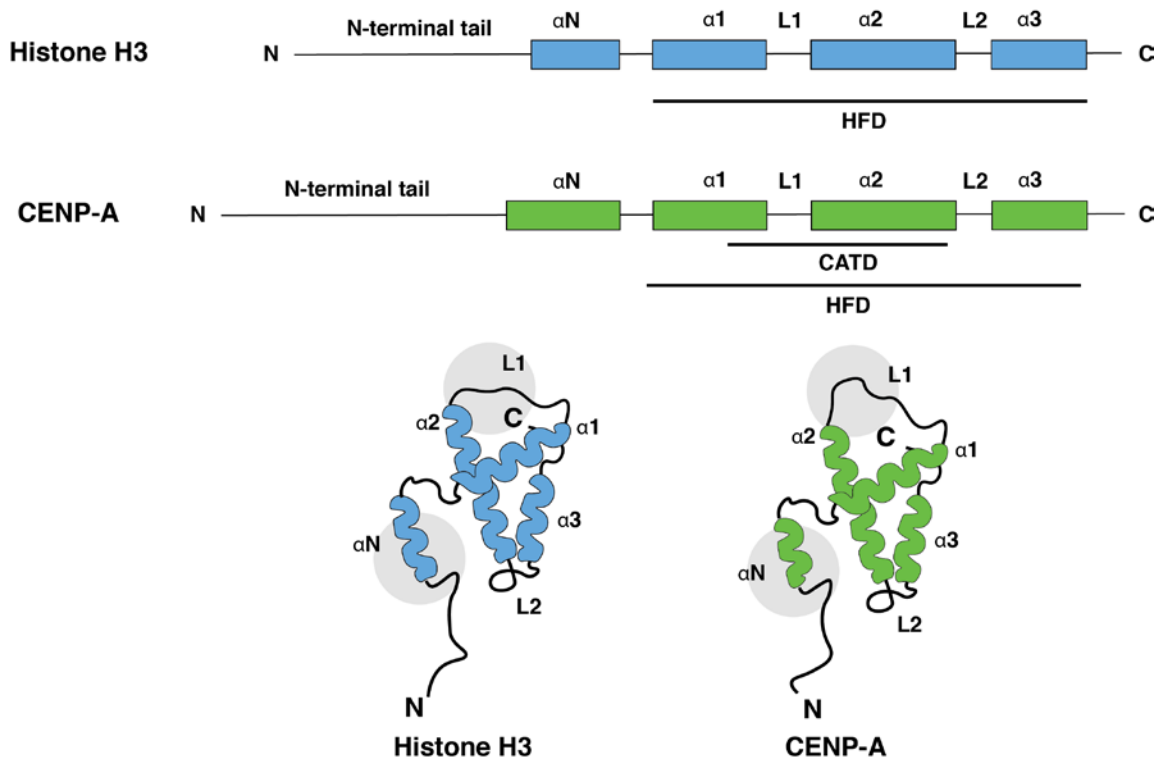 αN α1 L1 α2 L2 α3
N-terminal tail
Histone H3 N C
HFD
αN α1 L1 α2 L2 α3
N-terminal tail
CENP-A N C
CATD
HFD
L1
C
α2 α1
α3
αN
L2
N
Histone H3
L1
C
α2 α1
α3
αN
L2
N
CENP-A